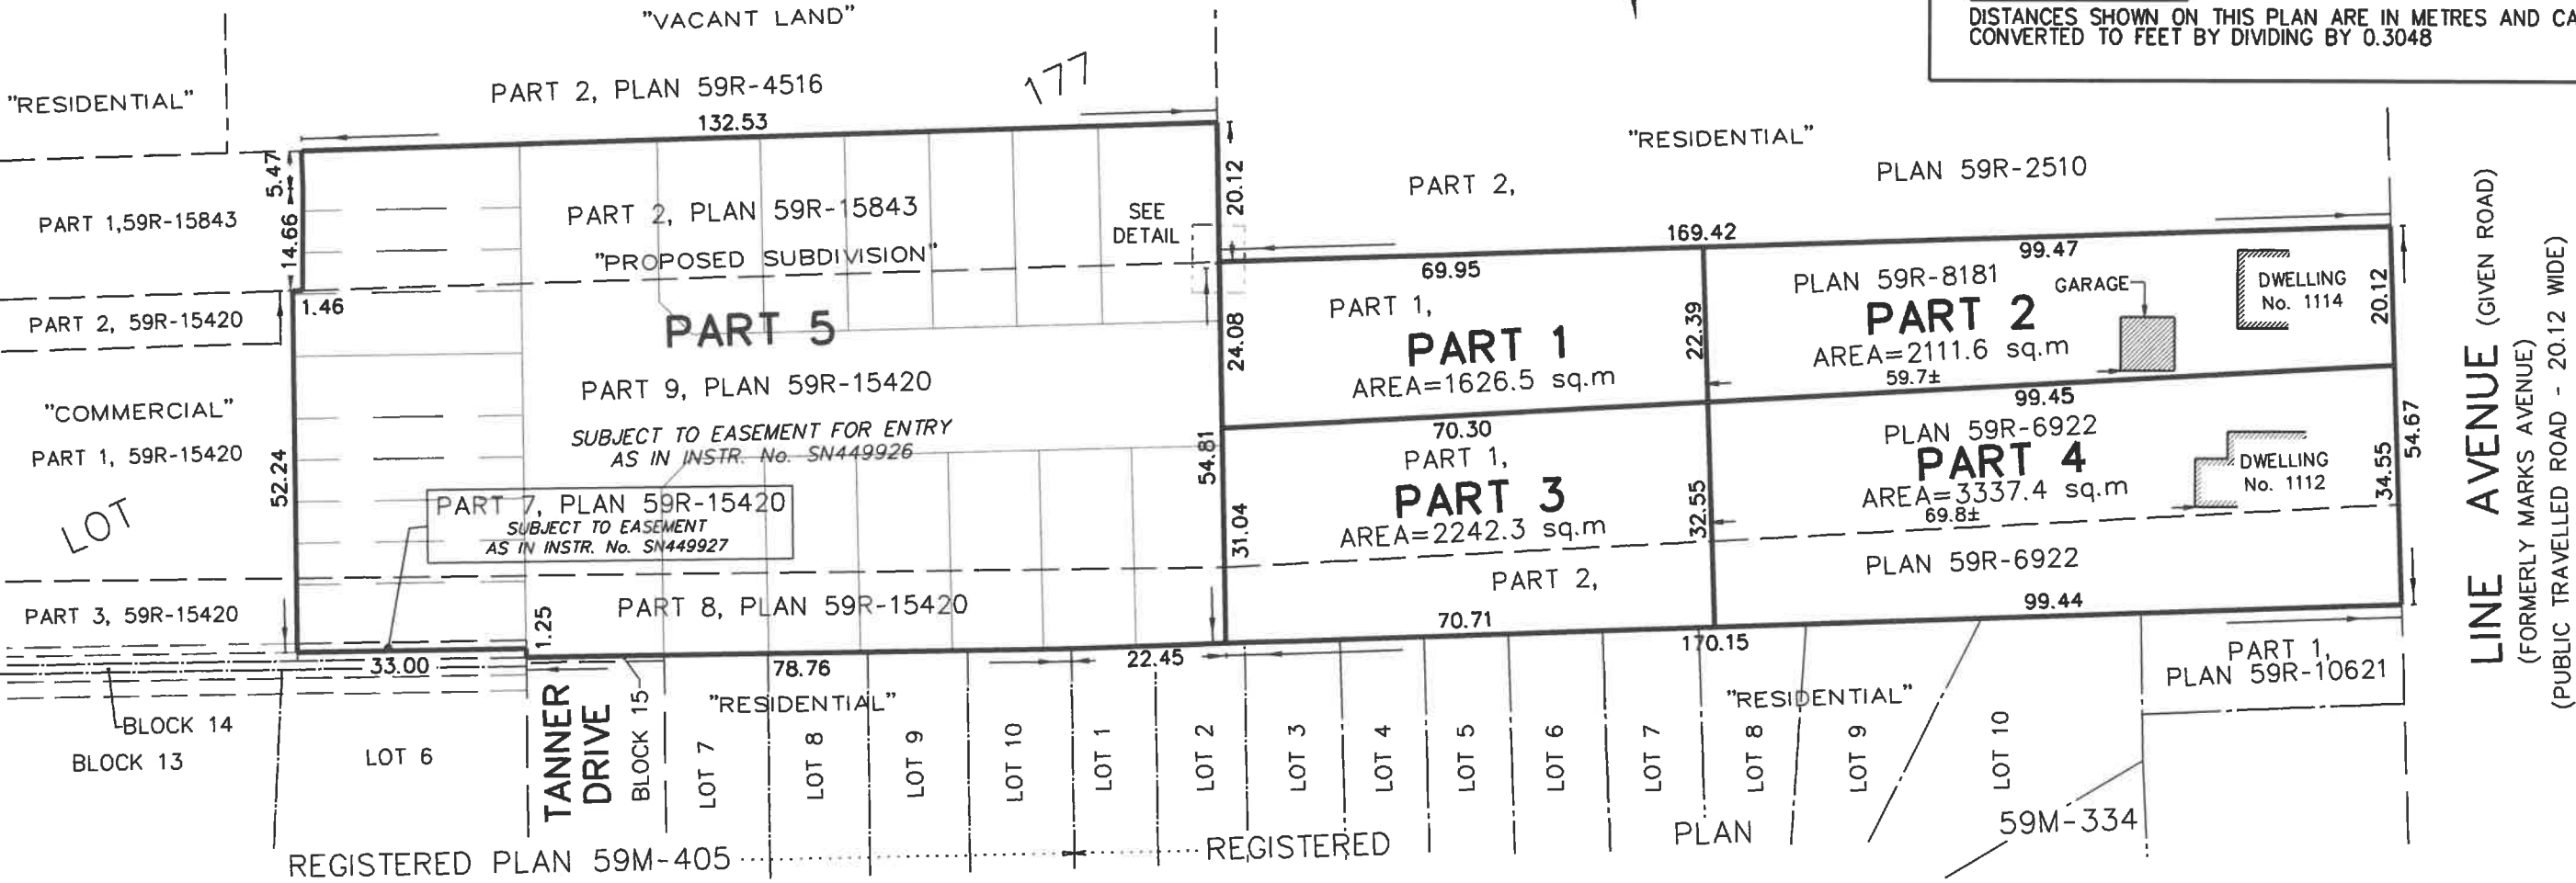 "VACANT LAND"
DISTANCES SHOWN ON THIS PLAN ARE IN METRES AND CA
CONVERTED TO FEET BY DIVIDING BY 0.3048
"RESIDENTIAL"
PART 2, PLAN 59R-4516
177
132.53
"RESIDENTIAL"
PART 2,
PLAN 59R-2510
5.47
PART 1,59R-15843
14.66
PART 2, PLAN 59R-15843
"PROPOSED SUBDIVISION"
SEE
DETAIL
20.12
169.42
69.95
99.47
1.46
PART 2, 59R-15420
PART 5
24.08
PART 1,
PART 1
AREA=1626.5 sq.m
22.39
PLAN 59R-8181
PART 2
AREA=2111.6 sq.m
59.7±
GARAGE
DWELLING
No. 1114
20.12
PART 9, PLAN 59R-15420
"COMMERCIAL"
PART 1, 59R-15420
LOT
52.24
SUBJECT TO EASEMENT FOR ENTRY
AS IN INSTR. No. SN449926
54.81
70.30
99.45
PART 1,
PART 3
AREA=2242.3 sq.m
31.04
32.55
PLAN 59R-6922
PART 4
AREA=3337.4 sq.m
69.8±
DWELLING
No. 1112
34.55
54.67
PART 7, PLAN 59R-15420
SUBJECT TO EASEMENT
AS IN INSTR. No. SN449927
PART 2,
PLAN 59R-6922
PART 3, 59R-15420
PART 8, PLAN 59R-15420
1.25
70.71
99.44
33.00
78.76
22.45
170.15
PART 1,
PLAN 59R-10621
LINE AVENUE (GIVEN ROAD)
(FORMERLY MARKS AVENUE)
(PUBLIC TRAVELLED ROAD - 20.12 WIDE)
"RESIDENTIAL"
"RESIDENTIAL"
BLOCK 14
BLOCK 13
LOT 6
TANNER
DRIVE
BLOCK 15
LOT 7
LOT 8
LOT 9
LOT 10
LOT 1
LOT 2
LOT 3
LOT 4
LOT 5
LOT 6
LOT 7
LOT 8
LOT 9
LOT 10
REGISTERED PLAN 59M-405
REGISTERED
PLAN
59M-334